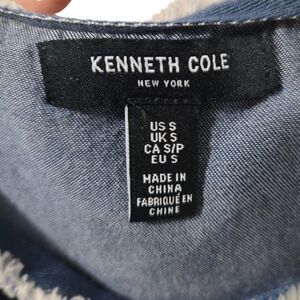 KENNETH COLE
NEW YORK
US S
UK S
CA S/P
EU S
MADE IN
CHINA
FABRIQUÉ EN
CHINE